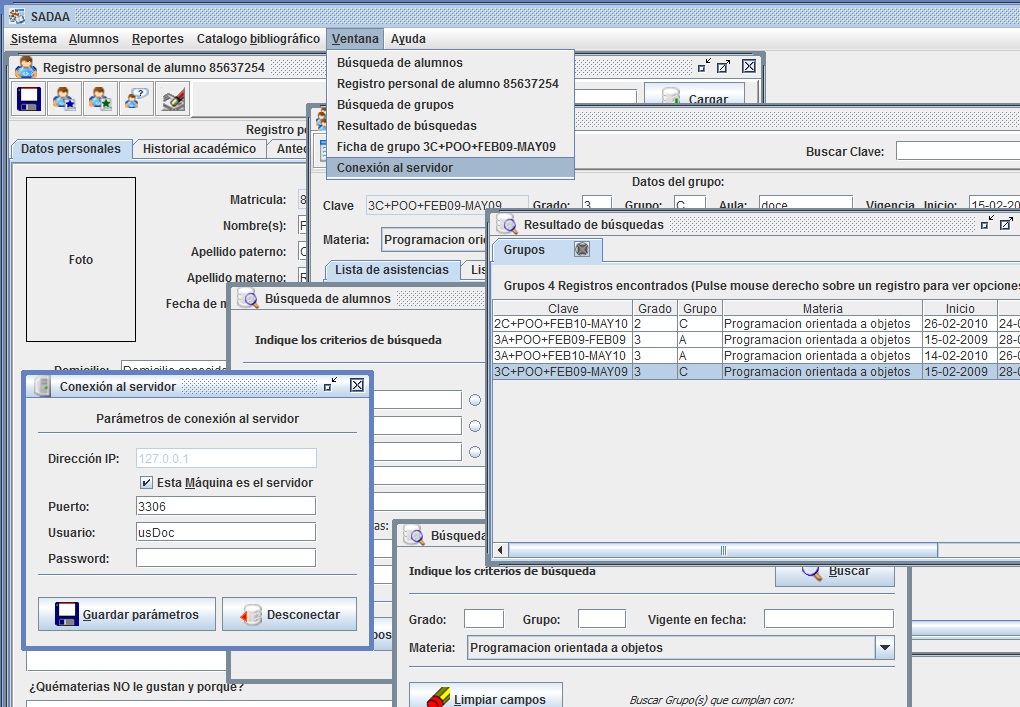 SADAA
Sistema Alumnos Reportes Catalogo bibliográfico Ventana Ayuda
Registro personal de alumno 85637254
Búsqueda de alumnos
Registro personal de alumno 85637254
Búsqueda de grupos
Resultado de búsquedas
Ficha de grupo 3C+POO+FEB09-MAY09
Conexión al servidor
Cargar
Registro
Datos personales Historial académico
Buscar Clave:
Datos del grupo:
Foto
Matricula: 8
Nombre(s):
Apellido paterno:
Apellido materno:
Fecha de
Domicilio: Domicilio conocido
Clave 3C+POO+FEB09-MAY09 Grado: 3 Grupo: C Aula: doce Vigencia Inicio: 15-02-2
Materia: Programacion
Lista de asistencias
Resultado de búsquedas
Grupos
Grupos 4 Registros encontrados (Pulse mouse derecho sobre un registro para ver opciones
Clave Grado Grupo Materia Inicio
2C+POO+FEB10-MAY10 2 C Programacion orientada a objetos 26-02-2010 24-
3A+POO+FEB09-FEB09 3 A Programacion orientada a objetos 15-02-2009 28-
3A+POO+FEB10-MAY10 3 A Programacion orientada a objetos 14-02-2010 26-
3C+POO+FEB09-MAY09 3 C Programacion orientada a objetos 15-02-2009 28-0
Búsqueda de alumnos
Indique los criterios de búsqueda
Conexión al servidor
Parámetros de conexión al servidor
Dirección IP: 127.0.0.1
Esta Máquina es el servidor
Puerto: 3306
Usuario: usDoc
Password:
Guardar parámetros Desconectar
¿Quématerias NO le gustan y porqué?
Búsqueda
Indique los criterios de búsqueda
Buscar
Grado: Grupo: Vigente en fecha:
Materia: Programacion orientada a objetos
Limpiar campos
Buscar Grupo(s) que cumplan con: